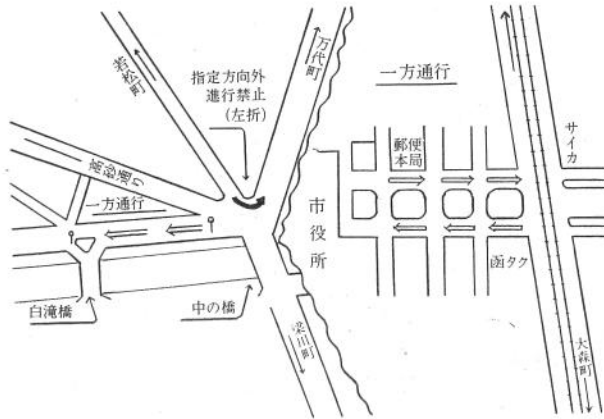 若松町
指定方向外
進行禁止
(左折)
万代町
高砂通り
一方通行
白滝橋
中の橋
梁川町
市役所
一方通行
郵便
本局
サイカ
函タク
大森町